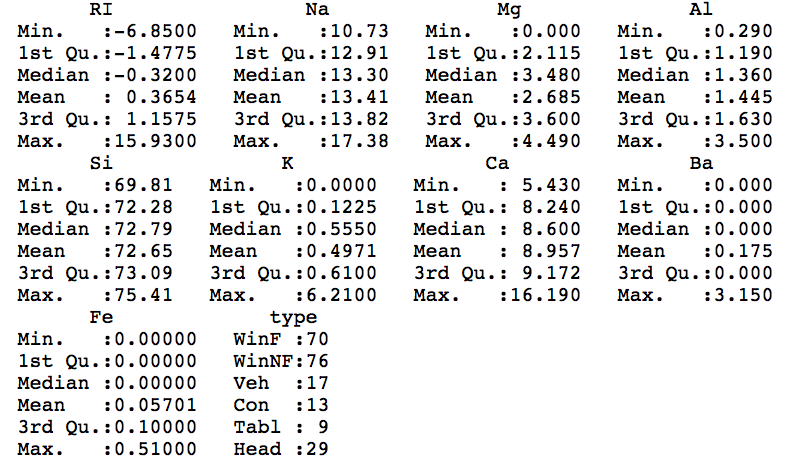 RI                Na              Mg              Al
 Min.   :-6.8500   Min.   :10.73   Min.   :0.000   Min.   :0.290
 1st Qu.:-1.4775   1st Qu.:12.91   1st Qu.:2.115   1st Qu.:1.190
 Median :-0.3200   Median :13.30   Median :3.480   Median :1.360
 Mean   : 0.3654   Mean   :13.41   Mean   :2.685   Mean   :1.445
 3rd Qu.: 1.1575   3rd Qu.:13.82   3rd Qu.:3.600   3rd Qu.:1.630
 Max.   :15.9300   Max.   :17.38   Max.   :4.490   Max.   :3.500
       Si              K                Ca               Ba
 Min.   :69.81   Min.   :0.0000   Min.   : 5.430   Min.   :0.000
 1st Qu.:72.28   1st Qu.:0.1225   1st Qu.: 8.240   1st Qu.:0.000
 Median :72.79   Median :0.5550   Median : 8.600   Median :0.000
 Mean   :72.65   Mean   :0.4971   Mean   : 8.957   Mean   :0.175
 3rd Qu.:73.09   3rd Qu.:0.6100   3rd Qu.: 9.172   3rd Qu.:0.000
 Max.   :75.41   Max.   :6.2100   Max.   :16.190   Max.   :3.150
       Fe             type
 Min.   :0.00000   WinF :70
 1st Qu.:0.00000   WinNF:76
 Median :0.00000   Veh  :17
 Mean   :0.05701   Con  :13
 3rd Qu.:0.10000   Tabl : 9
 Max.   :0.51000   Head :29